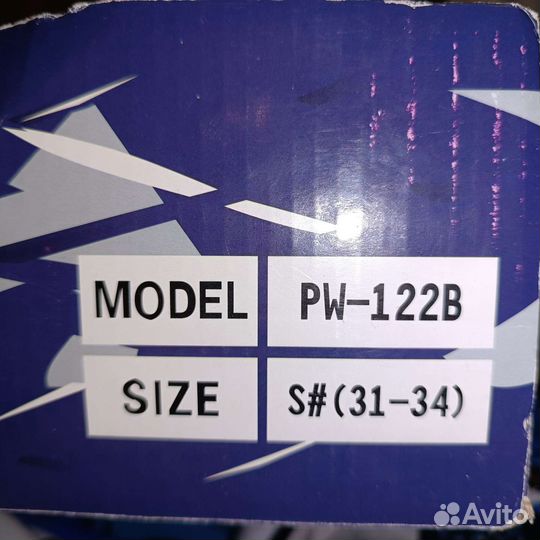 MODEL PW-122B
SIZE S#(31-34)
Avito